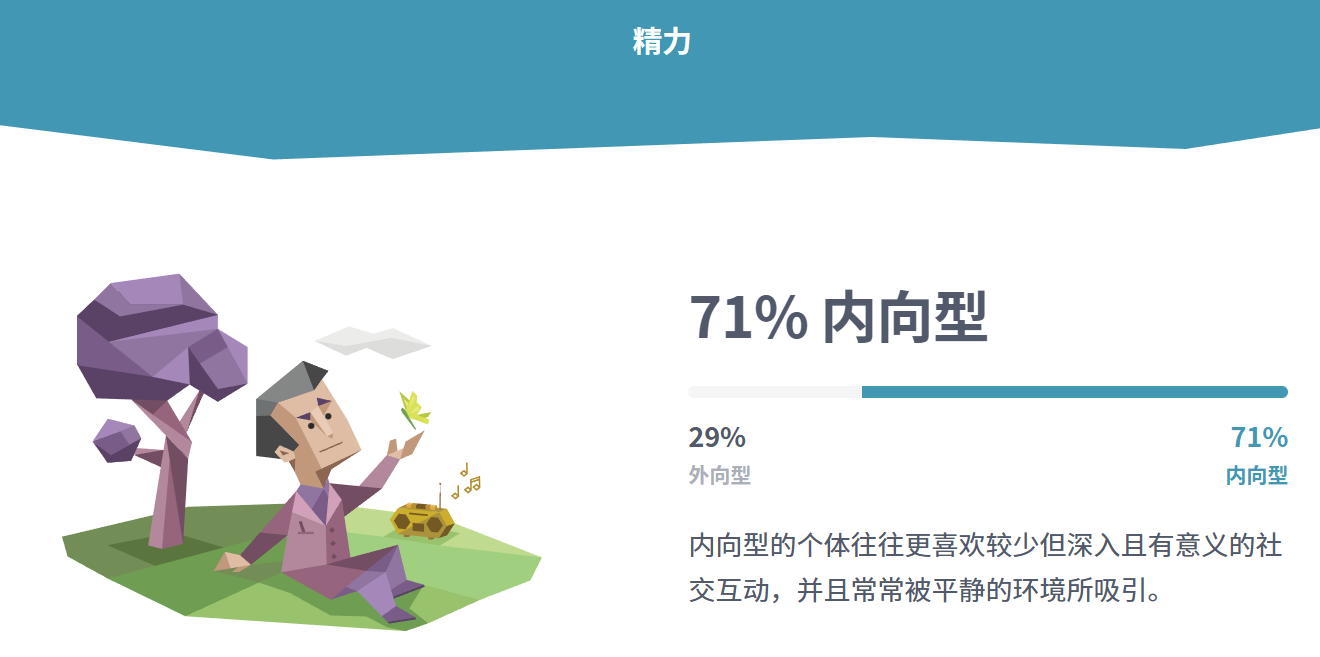 精力
71% 内向型
29%
71%
外向型
内向型
内向型的个体往往更喜欢较少但深入且有意义的社
交互动，并且常常被平静的环境所吸引。